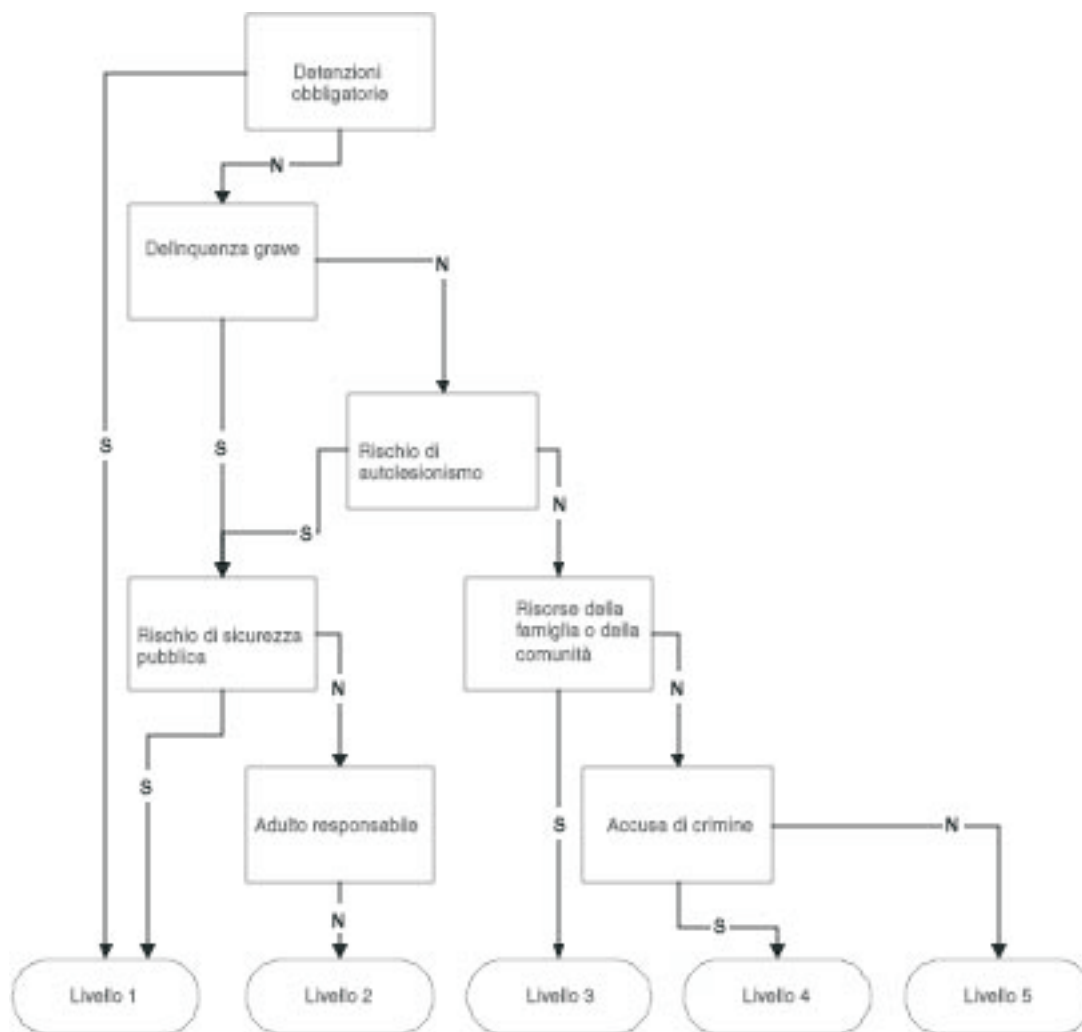 Detenzioni
obbligatorie
N
Delinquenza grave
N
S
S
Rischio di
autolesionismo
N
S
Rischio di sicurezza
pubblica
Risorse della
famiglia o della
comunità
N
N
S
Adulto responsabile
S
Accusa di crimine
N
N
S
Livello 1
Livello 2
Livello 3
Livello 4
Livello 5